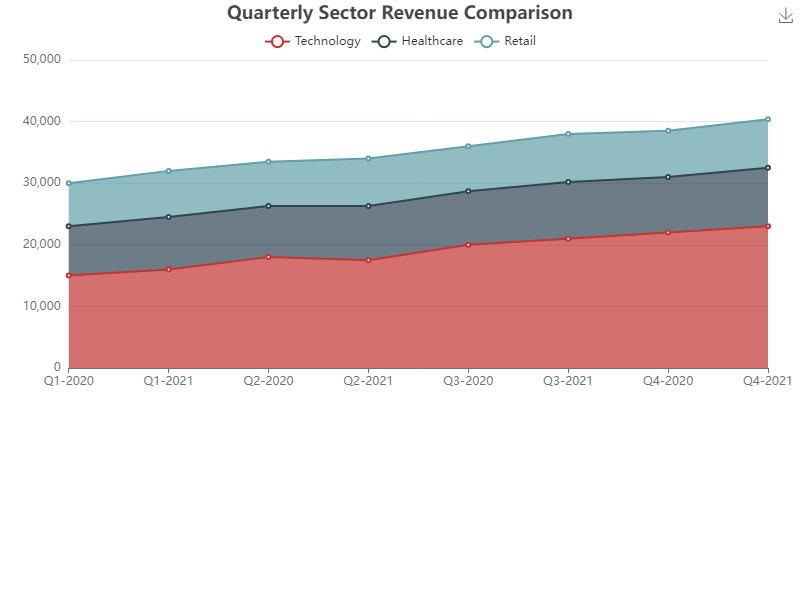 Quarterly Sector Revenue Comparison
Technology Healthcare Retail
50,000
40,000
30,000
20,000
10,000
0
Q1-2020 Q1-2021 Q2-2020 Q2-2021 Q3-2020 Q3-2021 Q4-2020 Q4-2021